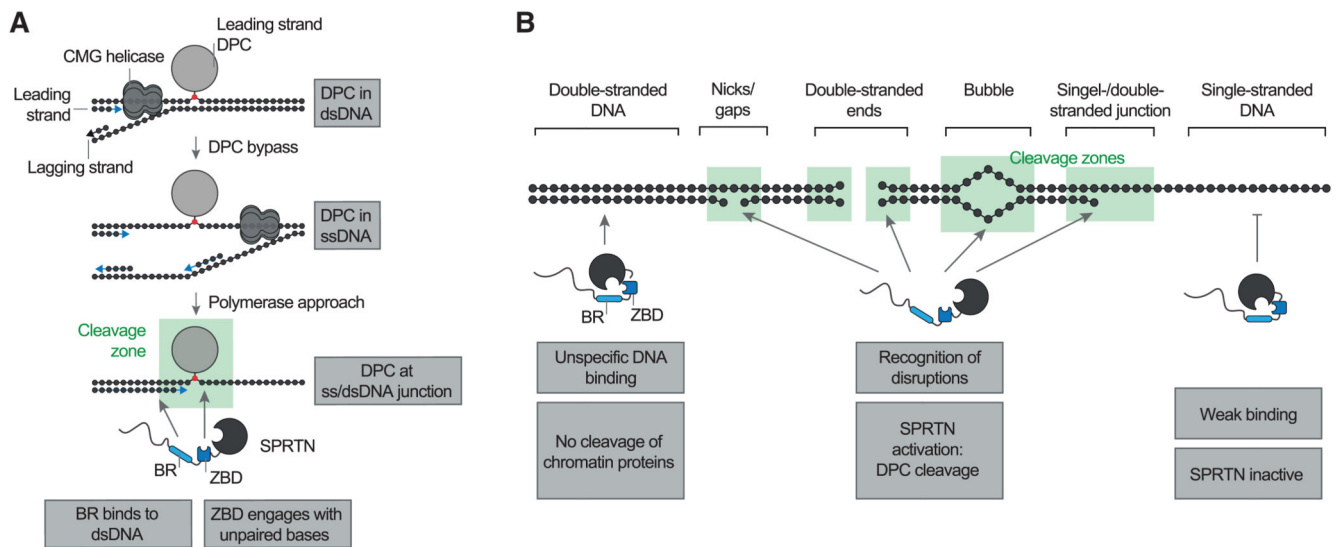 A
Leading strand
DPC
CMG helicase
Leading
strand
DPC in
dsDNA
Lagging strand
DPC bypass
DPC in
ssDNA
Polymerase approach
Cleavage
zone
DPC at
ss/dsDNA junction
SPRTN
BR
ZBD
BR binds to
dsDNA
ZBD engages with
unpaired bases
B
Double-stranded
DNA
Nicks/
gaps
Double-stranded
ends
Bubble
Singel-/double-
stranded junction
Single-stranded
DNA
Cleavage zones
BR
ZBD
Unspecific DNA
binding
No cleavage of
chromatin proteins
Recognition of
disruptions
SPRTN
activation:
DPC cleavage
Weak binding
SPRTN inactive